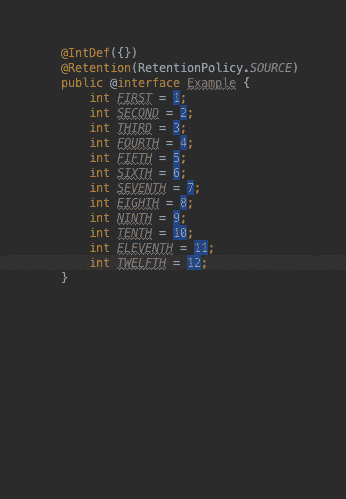 @IntDef({})
@Retention(RetentionPolicy.SOURCE)
public @interface Example {
    int FIRST = 1;
    int SECOND = 2;
    int THIRD = 3;
    int FOURTH = 4;
    int FIFTH = 5;
    int SIXTH = 6;
    int SEVENTH = 7;
    int EIGHTH = 8;
    int NINTH = 9;
    int TENTH = 10;
    int ELEVENTH = 11;
    int TWELFTH = 12;
}